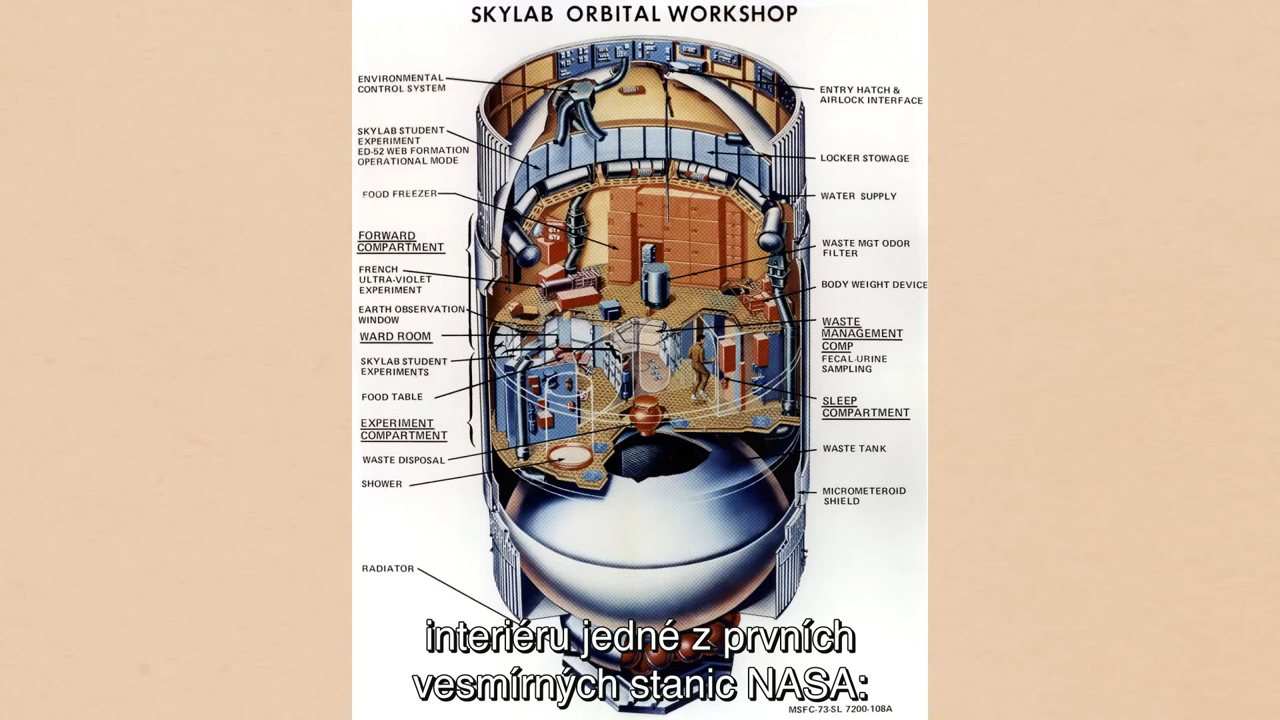 SKYLAB ORBITAL WORKSHOP
ENVIRONMENTAL
CONTROL SYSTEM
SKYLAB STUDENT
EXPERIMENT
ED-52 WEB FORMATION
OPERATIONAL MODE
FOOD FREEZER
FORWARD
COMPARTMENT
FRENCH
ULTRA-VIOLET
EXPERIMENT
EARTH OBSERVATION
WINDOW
WARD ROOM
SKYLAB STUDENT
EXPERIMENTS
FOOD TABLE
EXPERIMENT
COMPARTMENT
WASTE DISPOSAL
SHOWER
RADIATOR
ENTRY HATCH &
AIRLOCK INTERFACE
LOCKER STOWAGE
WATER SUPPLY
WASTE MGT ODOR
FILTER
BODY WEIGHT DEVICE
WASTE
MANAGEMENT
COMP
FECAL-URINE
SAMPLING
SLEEP
COMPARTMENT
WASTE TANK
MICROMETEROID
SHIELD
interiéru jedné z prvních
vesmírných stanic NASA:
MSFC-73-SL 7200-108A